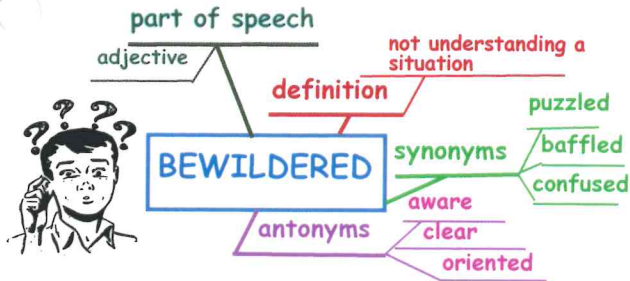 part of speech
adjective
not understanding a
situation
definition
BEWILDERED
synonyms
puzzled
baffled
confused
antonyms
aware
clear
oriented
? ? ? ?